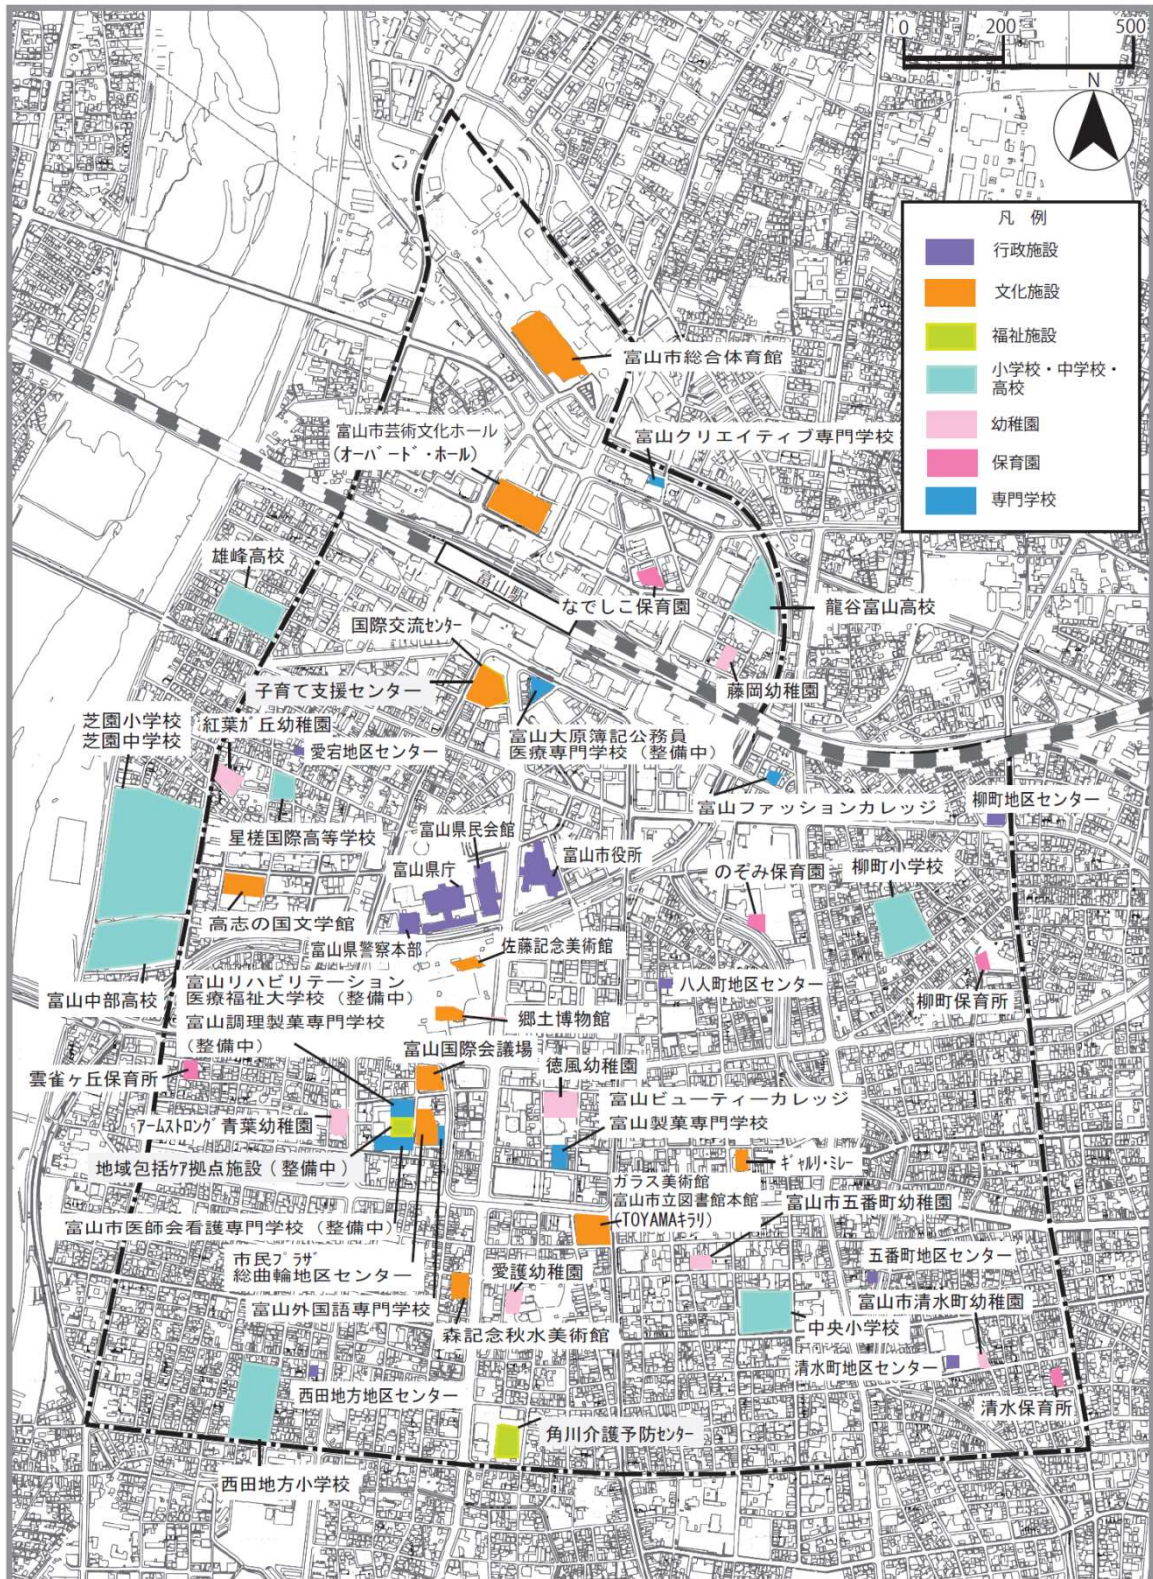 0 200 500
N
凡 例
行政施設
文化施設
福祉施設
小学校・中学校・
高校
幼稚園
保育園
専門学校
富山市総合体育館
富山市芸術文化ホール
(オーバード・ホール)
富山クリエイティブ専門学校
雄峰高校
富山駅
なでしこ保育園
龍谷富山高校
国際交流センター
子育て支援センター
藤岡幼稚園
芝園小学校
芝園中学校
紅葉ガ丘幼稚園
愛宕地区センター
富山大原簿記公務員
医療専門学校（整備中）
富山ファッションカレッジ
柳町地区センター
星槎国際高等学校
富山県民会館
富山県庁
富山市役所
のぞみ保育園
柳町小学校
高志の国文学館
富山県警察本部
佐藤記念美術館
富山中部高校
富山リハビリテーション
医療福祉大学校（整備中）
八人町地区センター
柳町保育所
富山調理製菓専門学校
（整備中）
郷土博物館
富山国際会議場
徳風幼稚園
雲雀ヶ丘保育所
アームストロング青葉幼稚園
富山ビューティーカレッジ
富山製菓専門学校
地域包括ケア拠点施設（整備中）
ギャルリ・ミレー
ガラス美術館
富山市立図書館本館
(TOYAMAキラリ)
富山市五番町幼稚園
富山市医師会看護専門学校（整備中）
市民プラザ
総曲輪地区センター
愛護幼稚園
五番町地区センター
富山外国語専門学校
富山市清水町幼稚園
森記念秋水美術館
中央小学校
清水町地区センター
西田地方地区センター
清水保育所
角川介護予防センター
西田地方小学校